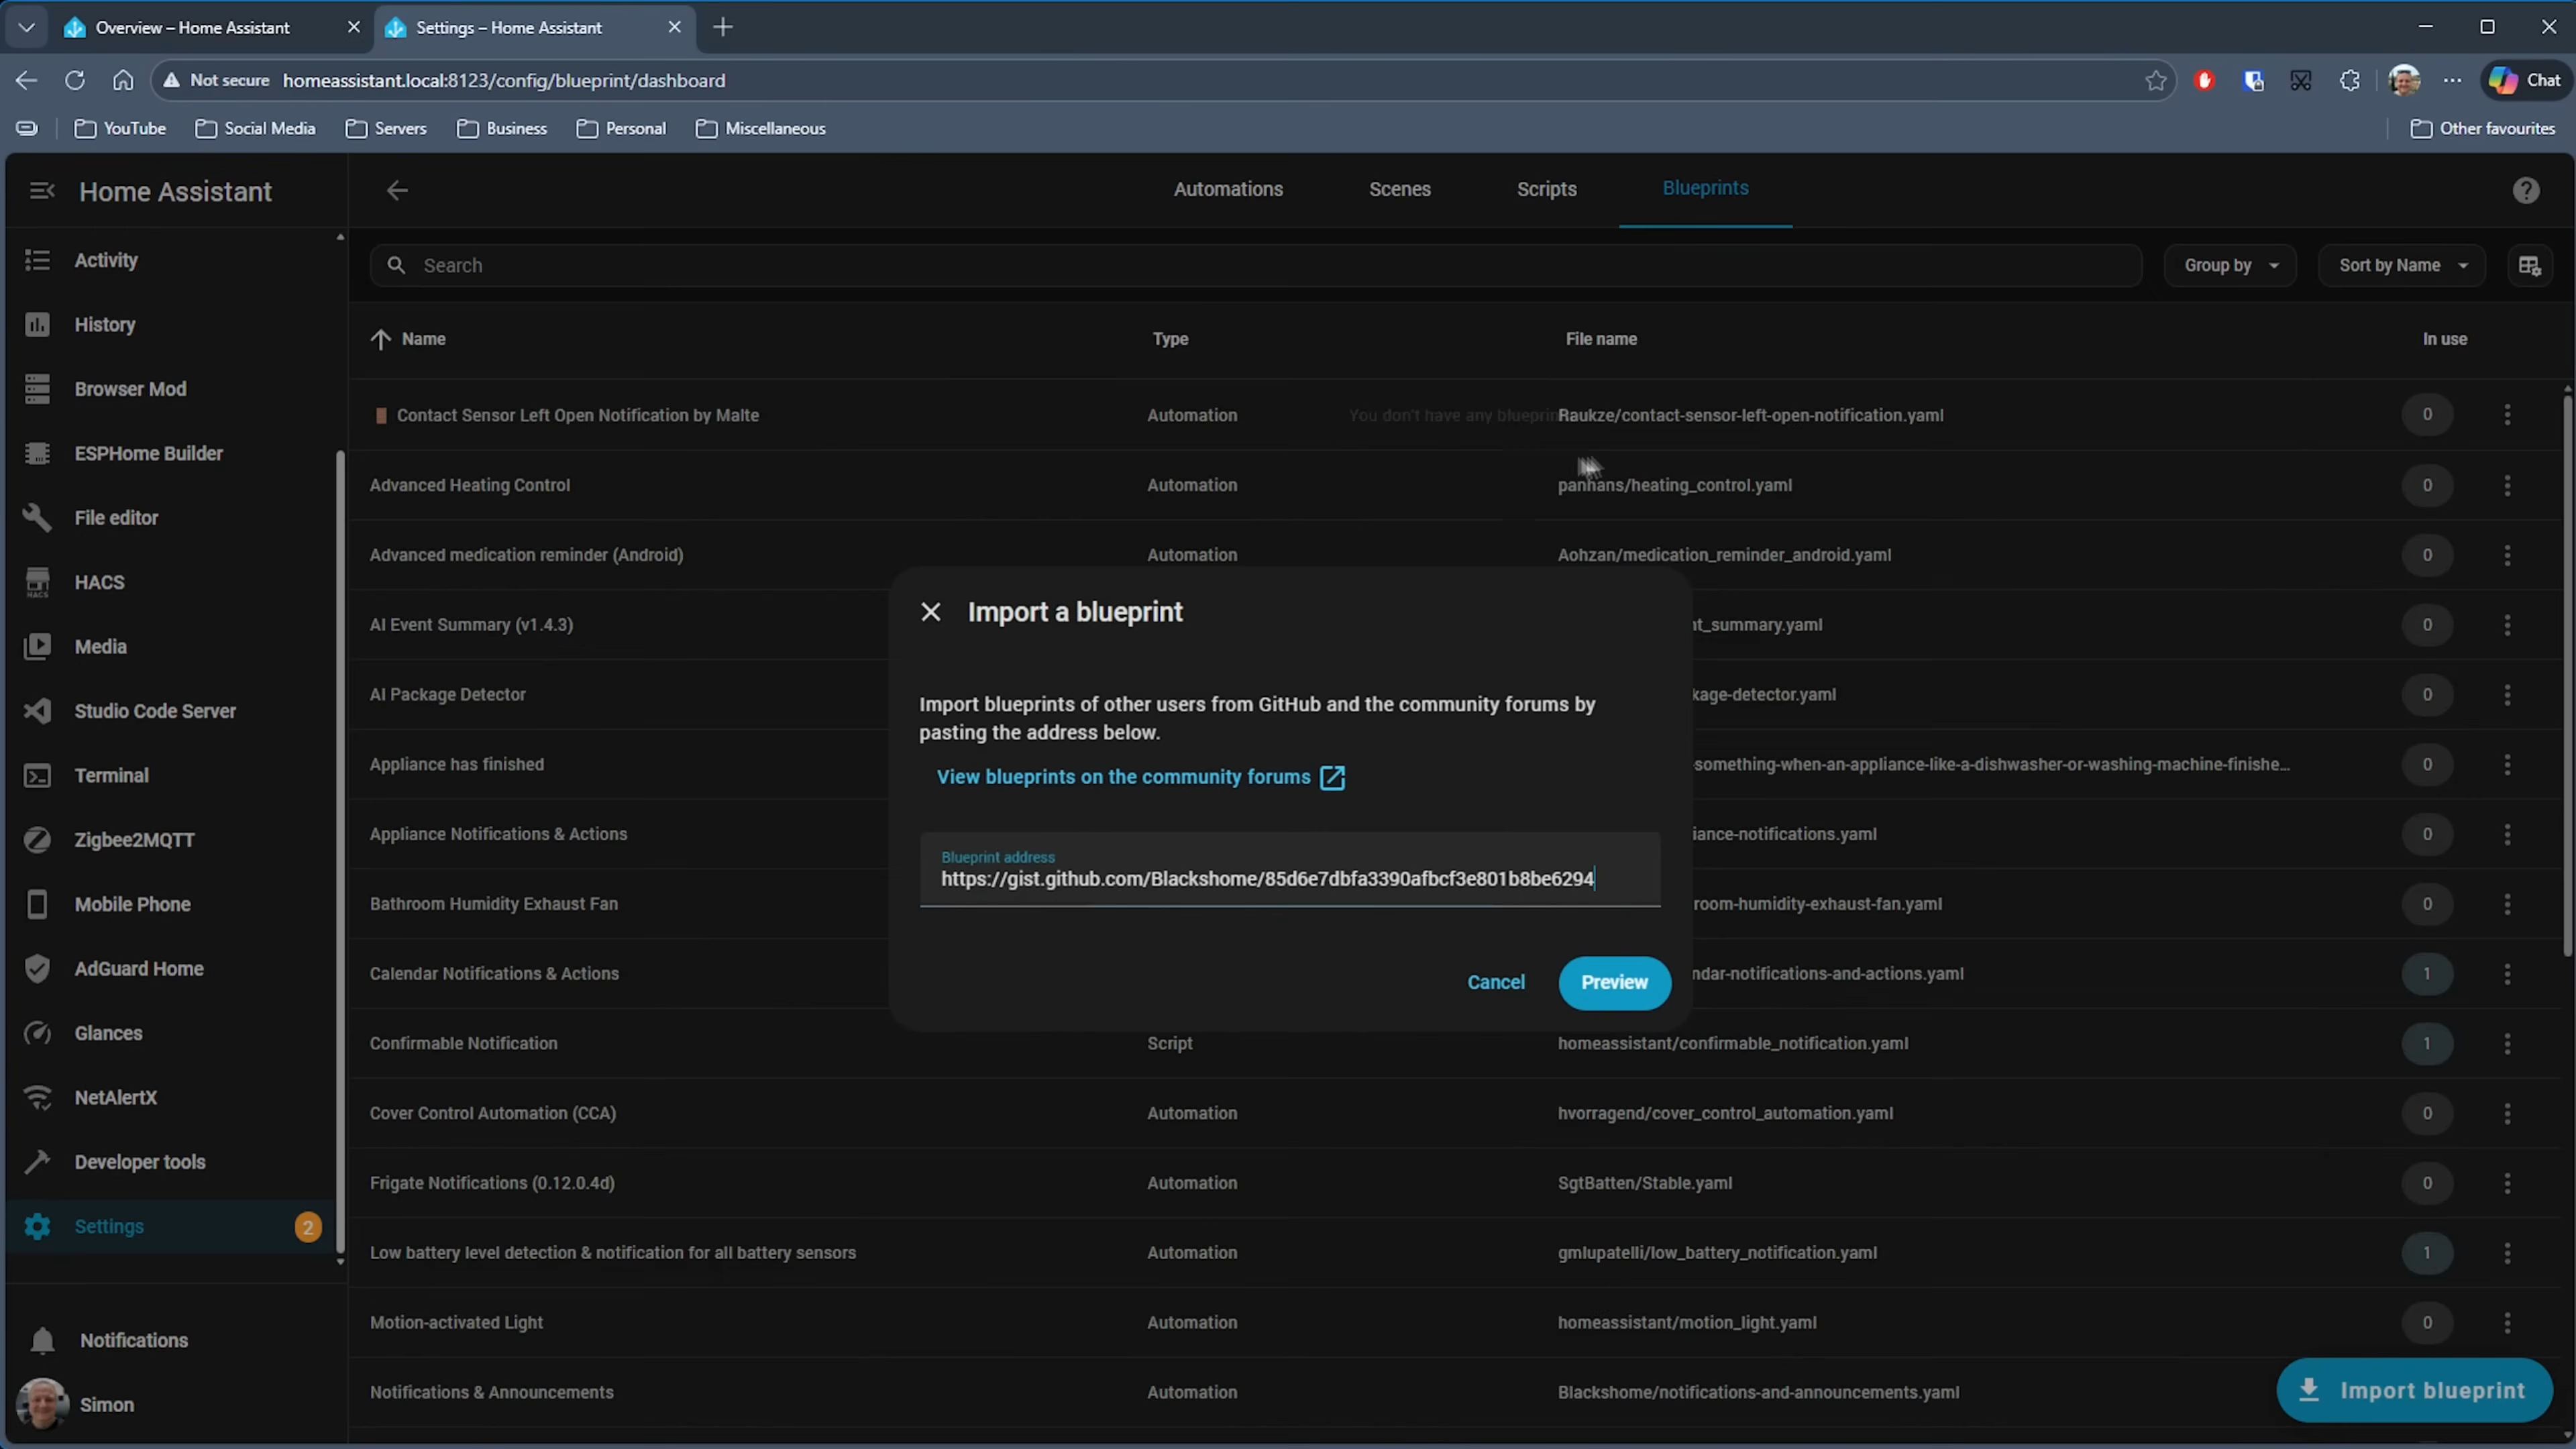 Overview – Home Assistant
Settings – Home Assistant
Not secure homeassistant.local:8123/config/blueprint/dashboard
Chat
YouTube
Social Media
Servers
Business
Personal
Miscellaneous
Other favourites
Home Assistant
Automations
Scenes
Scripts
Blueprints
Activity
History
Browser Mod
ESPHome Builder
File editor
HACS
Media
Studio Code Server
Terminal
Zigbee2MQTT
Mobile Phone
AdGuard Home
Glances
NetAlertX
Developer tools
Settings 2
Notifications
Simon
Search
Group by
Sort by Name
Name Type File name In use
Contact Sensor Left Open Notification by Malte Automation You don't have any blueprin Raukze/contact-sensor-left-open-notification.yaml 0
Advanced Heating Control Automation panhans/heating_control.yaml 0
Advanced medication reminder (Android) Automation Aohzan/medication_reminder_android.yaml 0
AI Event Summary (v1.4.3) t_summary.yaml 0
AI Package Detector kage-detector.yaml 0
Appliance has finished something-when-an-appliance-like-a-dishwasher-or-washing-machine-finishe... 0
Appliance Notifications & Actions iance-notifications.yaml 0
Bathroom Humidity Exhaust Fan room-humidity-exhaust-fan.yaml 0
Calendar Notifications & Actions ndar-notifications-and-actions.yaml 1
Confirmable Notification Script homeassistant/confirmable_notification.yaml 1
Cover Control Automation (CCA) Automation hvorragend/cover_control_automation.yaml 0
Frigate Notifications (0.12.0.4d) Automation SgtBatten/Stable.yaml 0
Low battery level detection & notification for all battery sensors Automation gmlupatelli/low_battery_notification.yaml 1
Motion-activated Light Automation homeassistant/motion_light.yaml 0
Notifications & Announcements Automation Blackshome/notifications-and-announcements.yaml
Import a blueprint
Import blueprints of other users from GitHub and the community forums by
pasting the address below.
View blueprints on the community forums
Blueprint address
https://gist.github.com/Blackshome/85d6e7dbfa3390afbcf3e801b8be6294
Cancel
Preview
Import blueprint